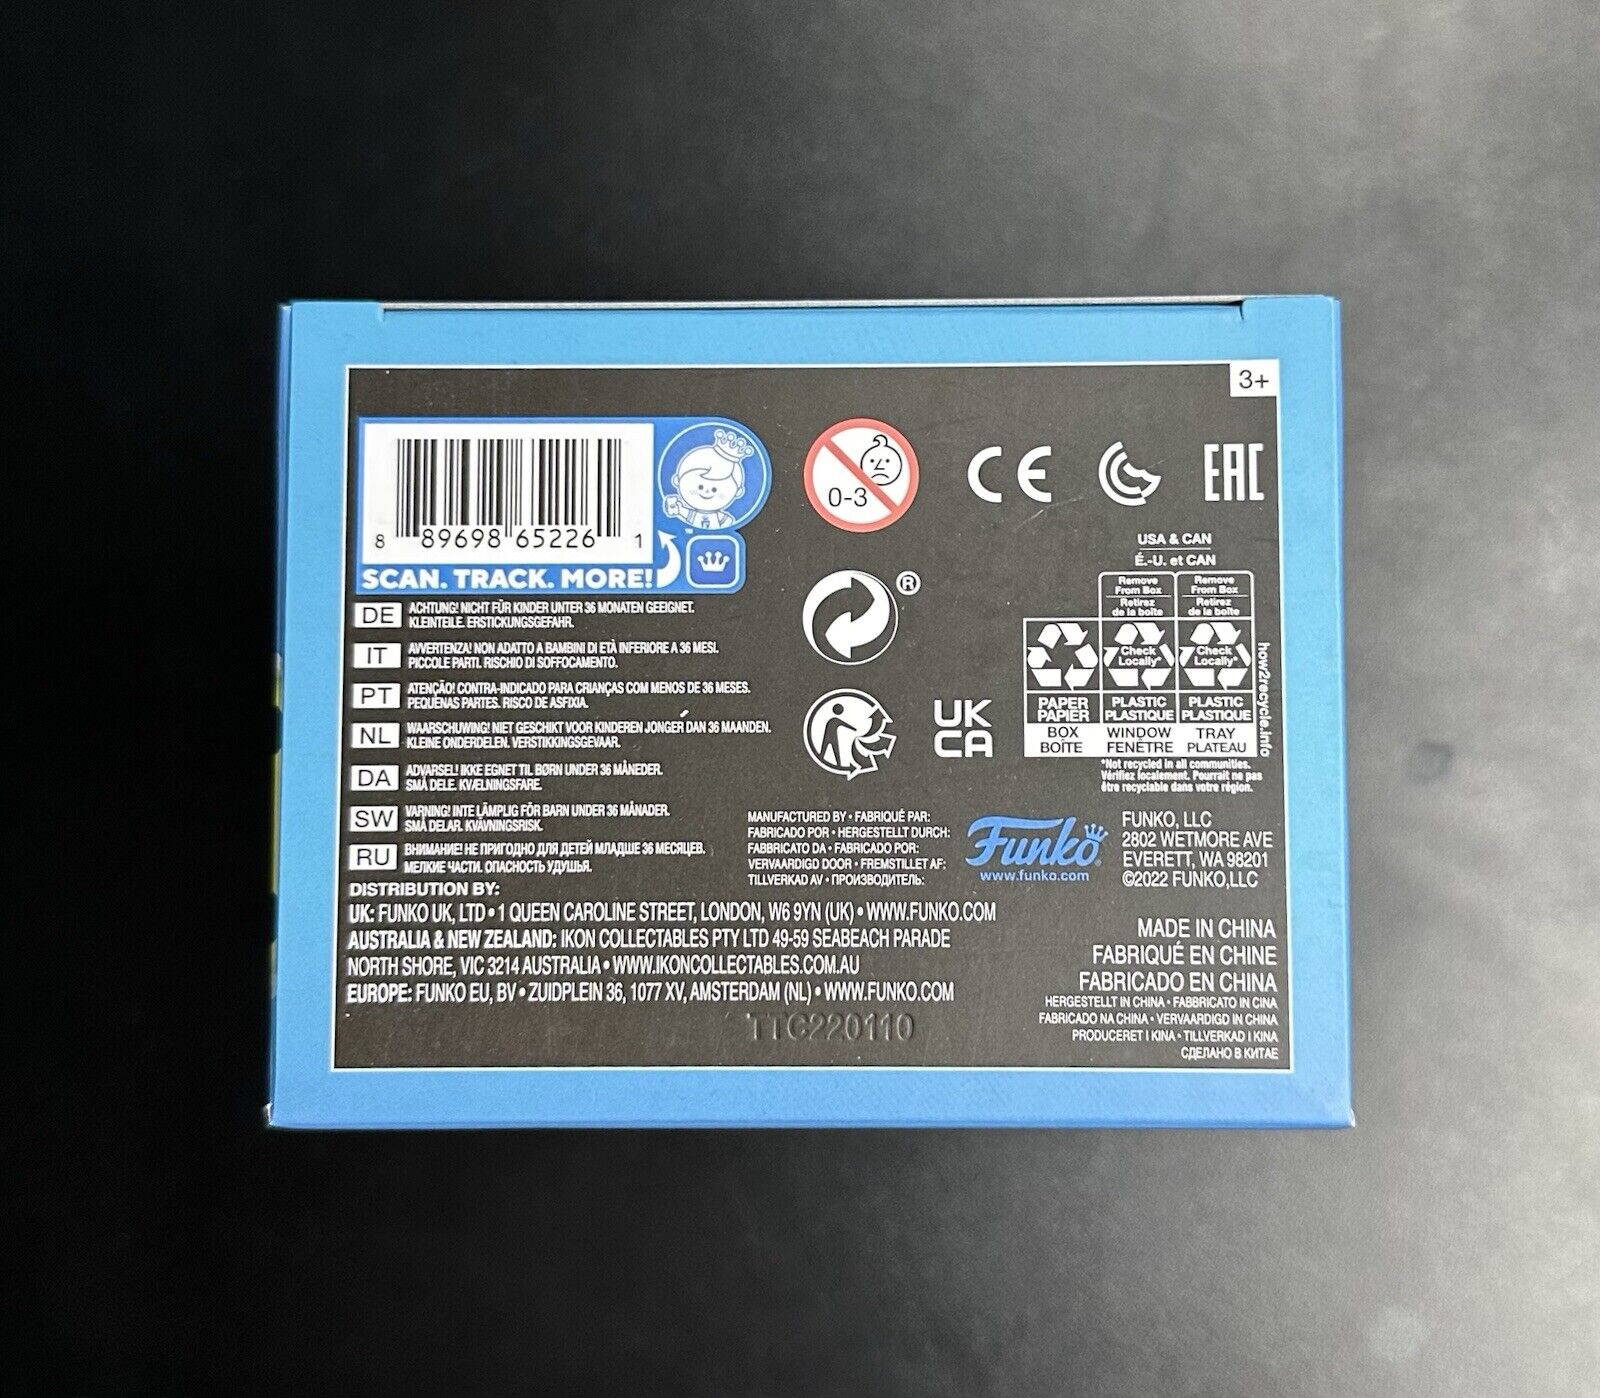 3+
8 89698 65226 1
SCAN. TRACK. MORE!
™
0-3
CE
EAC
DE ACHTUNG! NICHT FÜR KINDER UNTER 36 MONATEN GEEIGNET.
KLEINTEILE. ERSTICKUNGSGEFAHR.
IT AVVERTENZA! NON ADATTO A BAMBINI DI ETÀ INFERIORE A 36 MESI.
PICCOLE PARTI. RISCHIO DI SOFFOCAMENTO.
PT ATENÇÃO! CONTRA-INDICADO PARA CRIANÇAS COM MENOS DE 36 MESES.
PEQUENAS PARTES. RISCO DE ASFIXIA.
NL WAARSCHUWING! NIET GESCHIKT VOOR KINDEREN JONGER DAN 36 MAANDEN.
KLEINE ONDERDELEN. VERSTIKKINGSGEVAAR.
DA ADVARSEL! IKKE EGNET TIL BØRN UNDER 36 MÅNEDER.
SMÅ DELE. KVÆLNINGSFARE.
SW VARNING! INTE LÄMPLIG FÖR BARN UNDER 36 MÅNADER.
SMÅ DELAR. KVÄVNINGSRISK.
RU ВНИМАНИЕ! НЕ ПРИГОДНО ДЛЯ ДЕТЕЙ МЛАДШЕ 36 МЕСЯЦЕВ.
МЕЛКИЕ ЧАСТИ. ОПАСНОСТЬ УДУШЬЯ.
®
UK
CA
USA & CAN
É.-U. et CAN
Remove From Box
Retirez de la boîte
Remove From Box
Retirez de la boîte
Check Locally*
Check Locally*
PAPER PAPIER
PLASTIC PLASTIQUE
PLASTIC PLASTIQUE
BOX BOÎTE
WINDOW FENÊTRE
TRAY PLATEAU
how2recycle.info
*Not recycled in all communities.
Vérifiez localement. Pourrait ne pas
être recyclable dans votre région.
MANUFACTURED BY • FABRIQUÉ PAR:
FABRICADO POR • HERGESTELLT DURCH:
FABBRICATO DA • FABRICADO POR:
VERVAARDIGD DOOR • FREMSTILLET AF:
TILLVERKAD AV • ПРОИЗВОДИТЕЛЬ:
Funko®
www.funko.com
FUNKO, LLC
2802 WETMORE AVE
EVERETT, WA 98201
©2022 FUNKO,LLC
DISTRIBUTION BY:
UK: FUNKO UK, LTD • 1 QUEEN CAROLINE STREET, LONDON, W6 9YN (UK) • WWW.FUNKO.COM
AUSTRALIA & NEW ZEALAND: IKON COLLECTABLES PTY LTD 49-59 SEABEACH PARADE
NORTH SHORE, VIC 3214 AUSTRALIA • WWW.IKONCOLLECTABLES.COM.AU
EUROPE: FUNKO EU, BV • ZUIDPLEIN 36, 1077 XV, AMSTERDAM (NL) • WWW.FUNKO.COM
TTC220110
MADE IN CHINA
FABRIQUÉ EN CHINE
FABRICADO EN CHINA
HERGESTELLT IN CHINA • FABBRICATO IN CINA
FABRICADO NA CHINA • VERVAARDIGD IN CHINA
PRODUCERET I KINA • TILLVERKAD I KINA
СДЕЛАНО В КИТАЕ